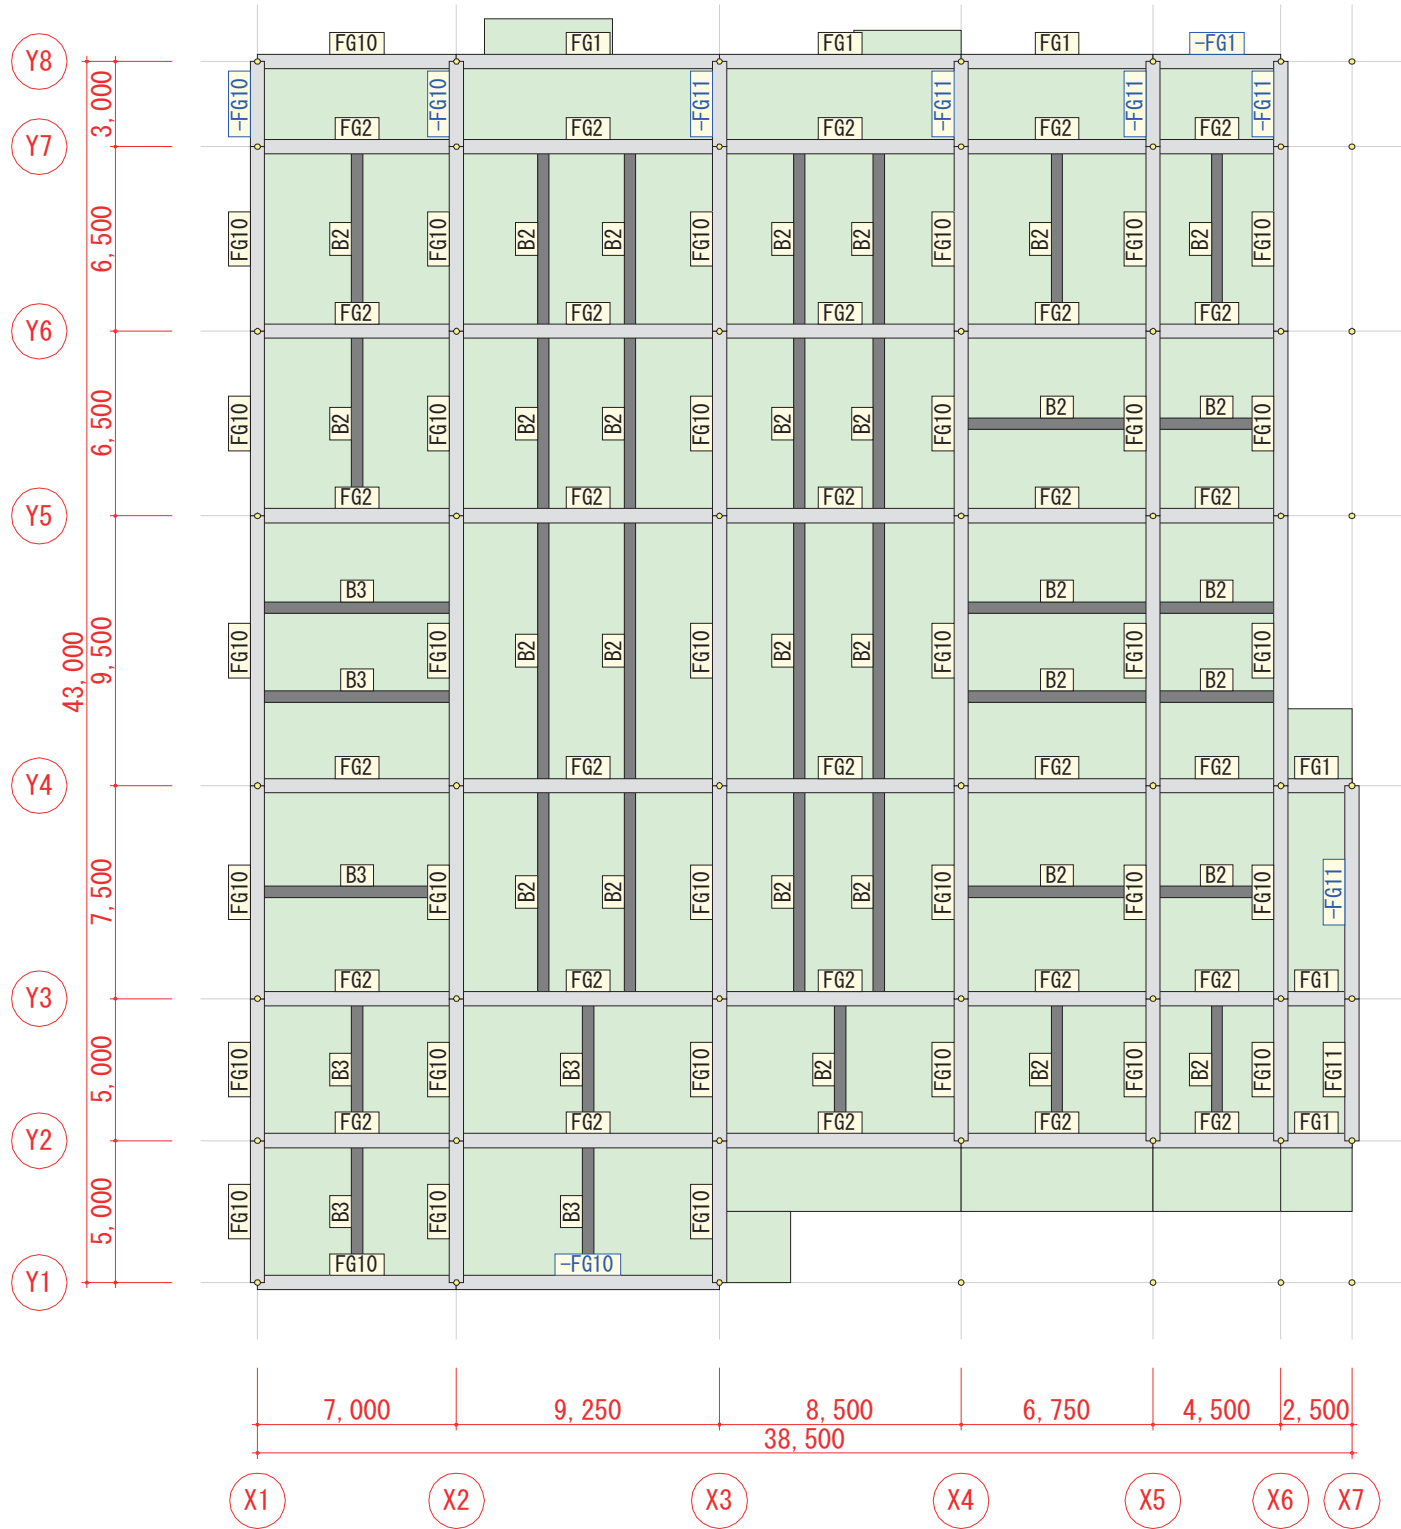 FG10 FG1 FG1 FG1 -FG1
Y8
-FG10 -FG10 -FG11 -FG11 -FG11 -FG11
3,000
FG2 FG2 FG2 FG2 FG2
Y7
6,500
FG10 B2 FG10 B2 B2 FG10 B2 B2 FG10 B2 FG10 B2 FG10
FG2 FG2 FG2 FG2 FG2
Y6
6,500
FG10 B2 FG10 B2 B2 FG10 B2 B2 FG10 B2 FG10 B2 FG10
FG2 FG2 FG2 FG2 FG2
Y5
B3 B2 B2
43,000
9,500
FG10 FG10 B2 B2 FG10 B2 B2 FG10 FG10 FG10
B3 B2 B2
FG2 FG2 FG2 FG2 FG2 FG1
Y4
7,500
B3 B2 B2
FG10 FG10 B2 B2 FG10 B2 B2 FG10 FG10 FG10 -FG11
FG2 FG2 FG2 FG2 FG2 FG1
Y3
5,000
FG10 B3 FG10 B3 FG10 B2 FG10 B2 FG10 B2 FG10 FG11
FG2 FG2 FG2 FG2 FG2 FG1
Y2
5,000
FG10 B3 FG10 B3 FG10
FG10 -FG10
Y1
7,000 9,250 8,500 6,750 4,500 2,500
38,500
X1 X2 X3 X4 X5 X6 X7